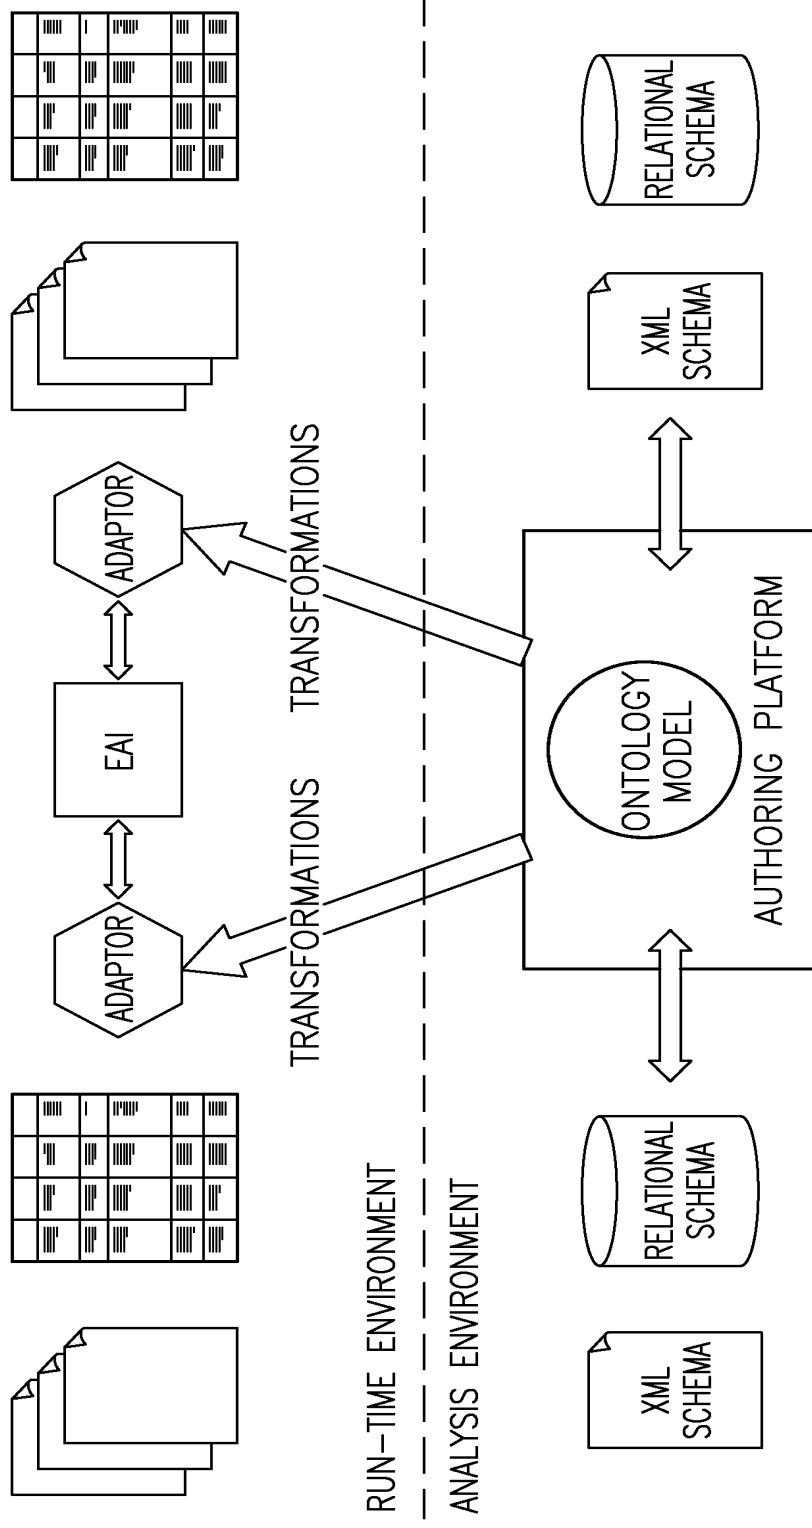 ADAPTOR
EAI
ADAPTOR
TRANSFORMATIONS
TRANSFORMATIONS
RUN-TIME ENVIRONMENT
ANALYSIS ENVIRONMENT
XML
SCHEMA
RELATIONAL
SCHEMA
ONTOLOGY
MODEL
AUTHORING PLATFORM
XML
SCHEMA
RELATIONAL
SCHEMA